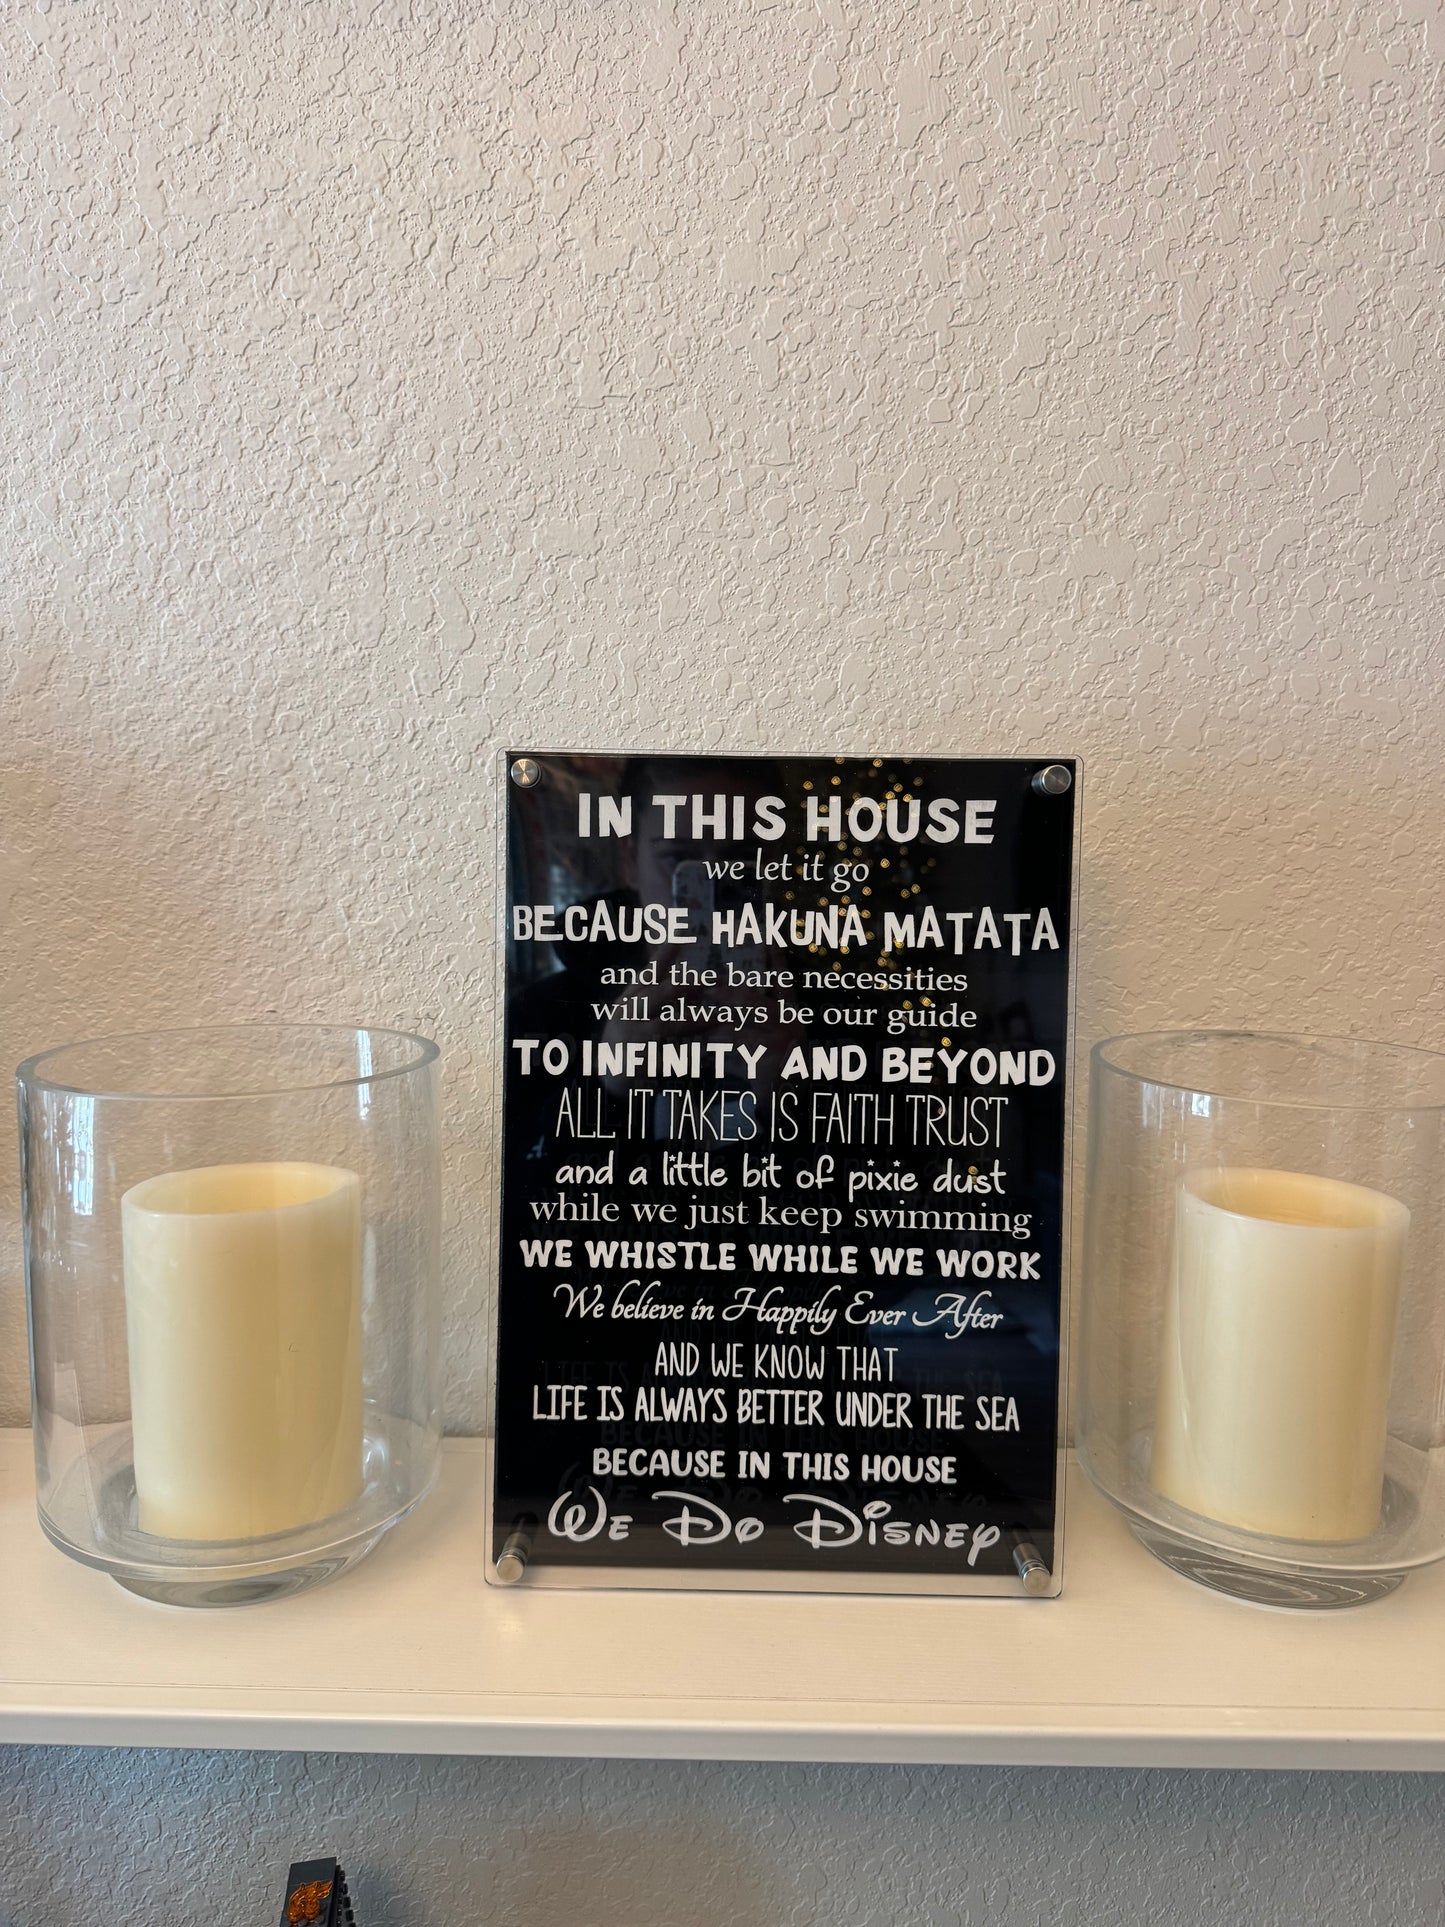 IN THIS HOUSE
we let it go
BECAUSE HAKUNA MATATA
and the bare necessities
will always be our guide
TO INFINITY AND BEYOND
ALL IT TAKES IS FAITH TRUST
and a little bit of pixie dust
while we just keep swimming
WE WHISTLE WHILE WE WORK
We believe in Happily Ever After
AND WE KNOW THAT
LIFE IS ALWAYS BETTER UNDER THE SEA
BECAUSE IN THIS HOUSE
We Do Disney